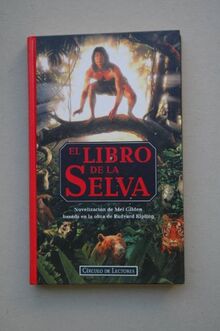 EL LIBRO
DE LA
SELVA
Novelización de Mel Gilden
basada en la obra de Rudyard Kipling
CÍRCULO DE LECTORES